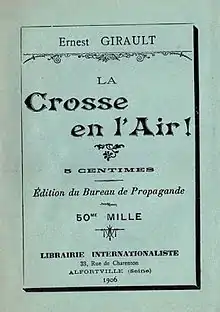 Ernest GIRAULT
LA
Crosse
en l'Air!
5 CENTIMES
Édition du Bureau de Propagande
50ME MILLE
LIBRAIRIE INTERNATIONALISTE
33, Rue de Charenton
ALFORTVILLE (Seine)
1906